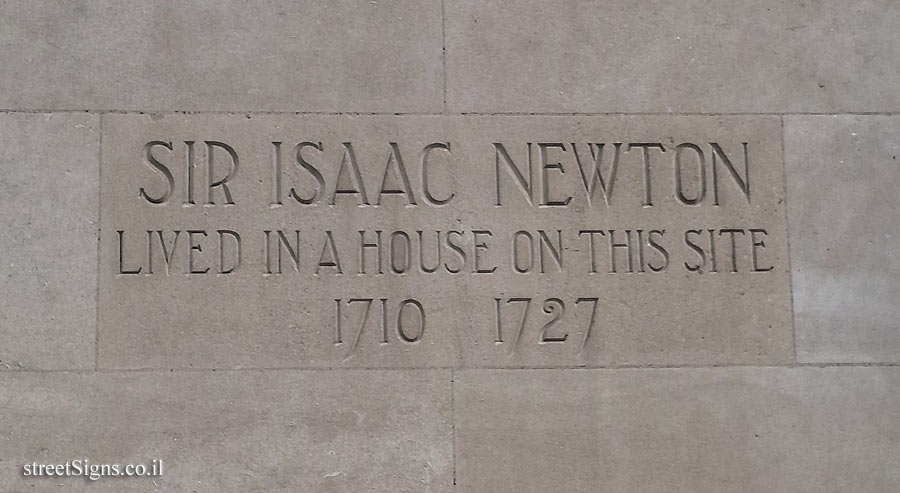 SIR ISAAC NEWTON
LIVED IN A HOUSE ON THIS SITE
1710 1727
streetSigns.co.il